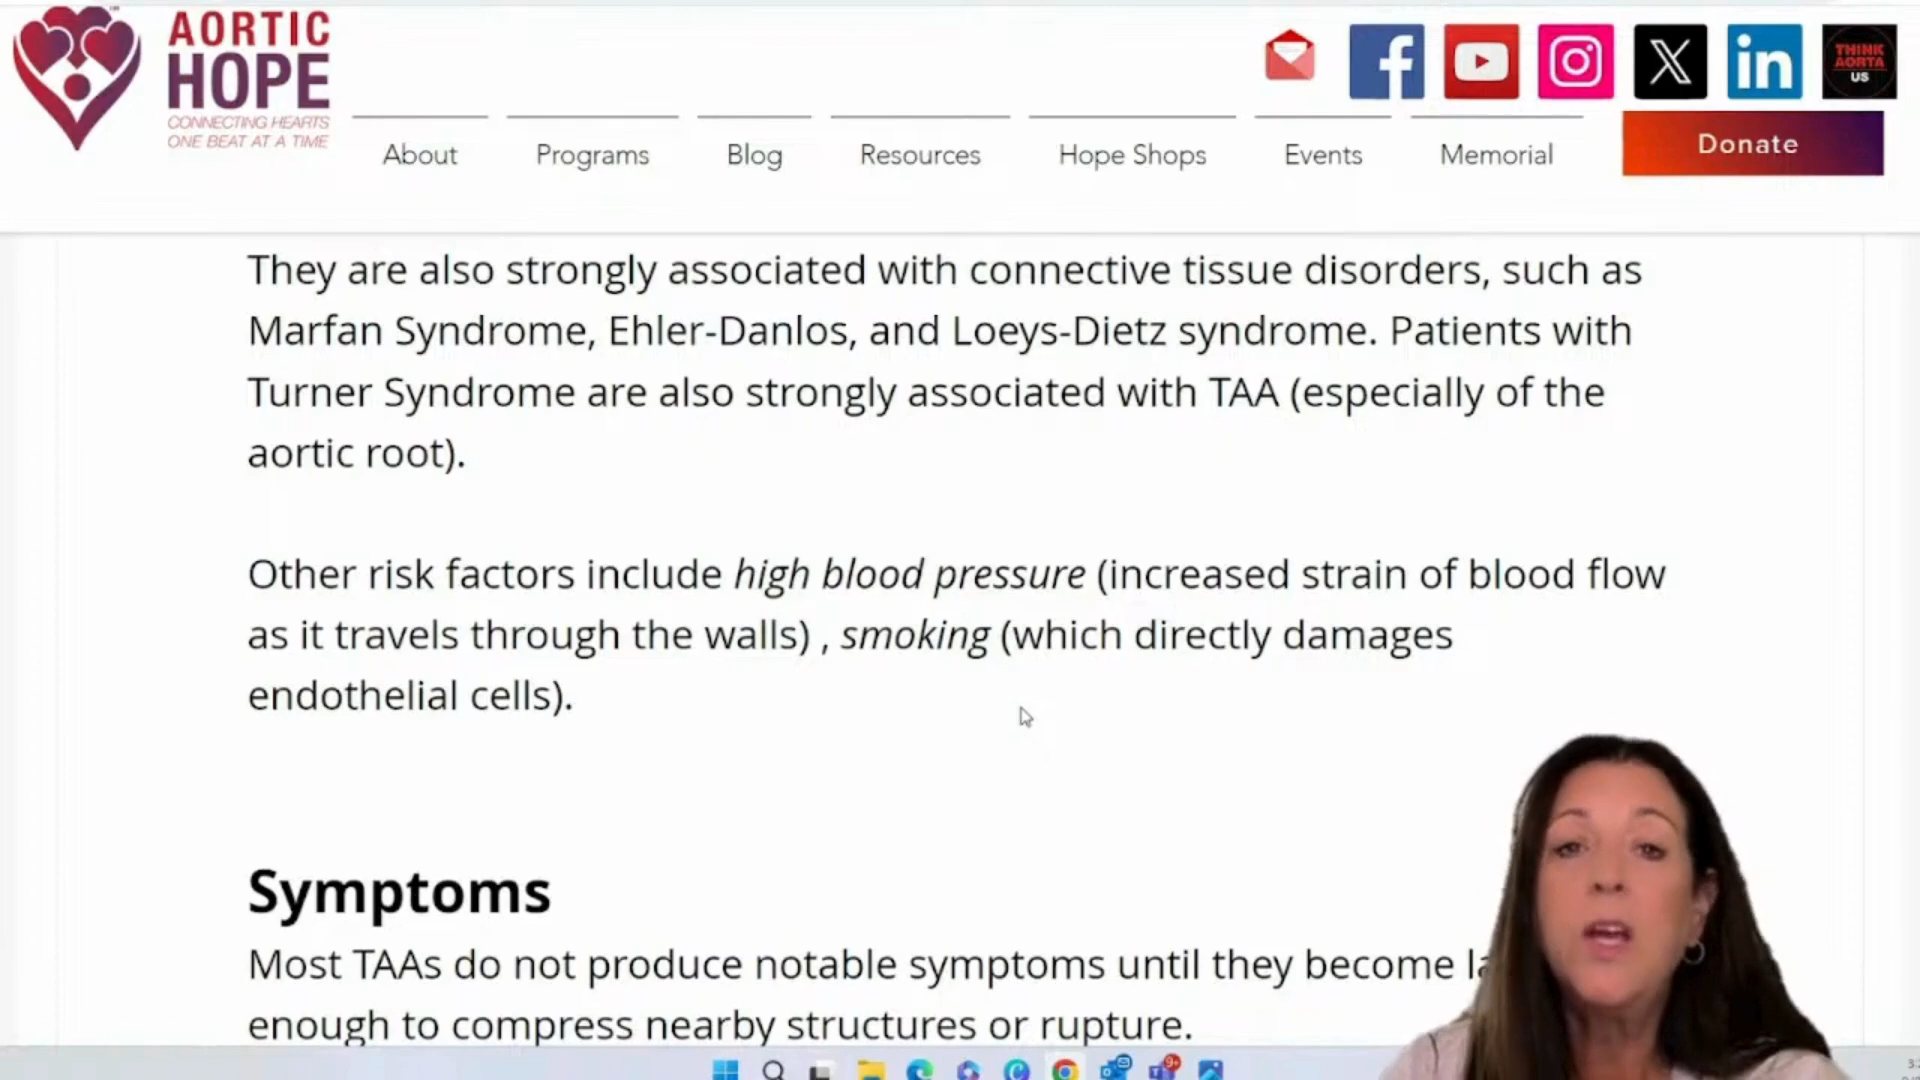 AORTIC
HOPE
CONNECTING HEARTS
ONE BEAT AT A TIME
THINK
AORTA
US
About Programs Blog Resources Hope Shops Events Memorial Donate
They are also strongly associated with connective tissue disorders, such as
Marfan Syndrome, Ehler-Danlos, and Loeys-Dietz syndrome. Patients with
Turner Syndrome are also strongly associated with TAA (especially of the
aortic root).
Other risk factors include high blood pressure (increased strain of blood flow
as it travels through the walls) , smoking (which directly damages
endothelial cells).
Symptoms
Most TAAs do not produce notable symptoms until they become
enough to compress nearby structures or rupture.
9+